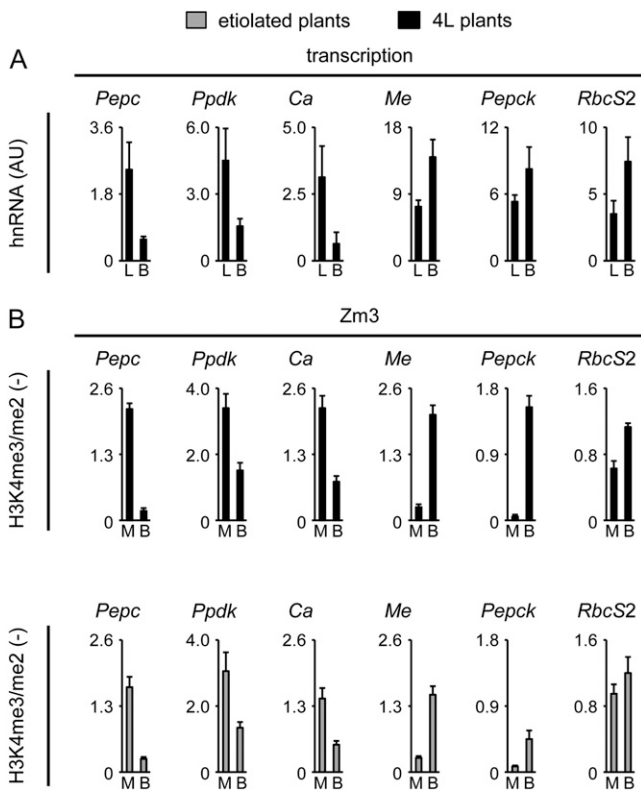 etiolated plants 4L plants
A
transcription
Pepc Ppdk Ca Me Pepck RbcS2
hnRNA (AU)
3.6 6.0 5.0 18 12 10
1.8 3.0 2.5 9 6 5
0 0 0 0 0 0
L B L B L B L B L B L B
B
Zm3
Pepc Ppdk Ca Me Pepck RbcS2
H3K4me3/me2 (-)
2.6 4.0 2.6 2.6 1.8 1.6
1.3 2.0 1.3 1.3 0.9 0.8
0 0 0 0 0 0
M B M B M B M B M B M B
Pepc Ppdk Ca Me Pepck RbcS2
H3K4me3/me2 (-)
2.6 4.0 2.6 2.6 1.8 1.6
1.3 2.0 1.3 1.3 0.9 0.8
0 0 0 0 0 0
M B M B M B M B M B M B